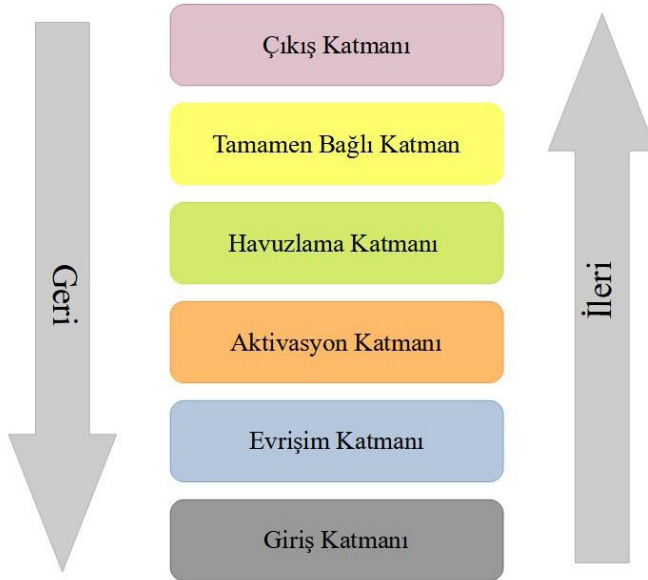 Çıkış Katmanı
Tamamen Bağlı Katman
Havuzlama Katmanı
Geri
İleri
Aktivasyon Katmanı
Evrişim Katmanı
Giriş Katmanı